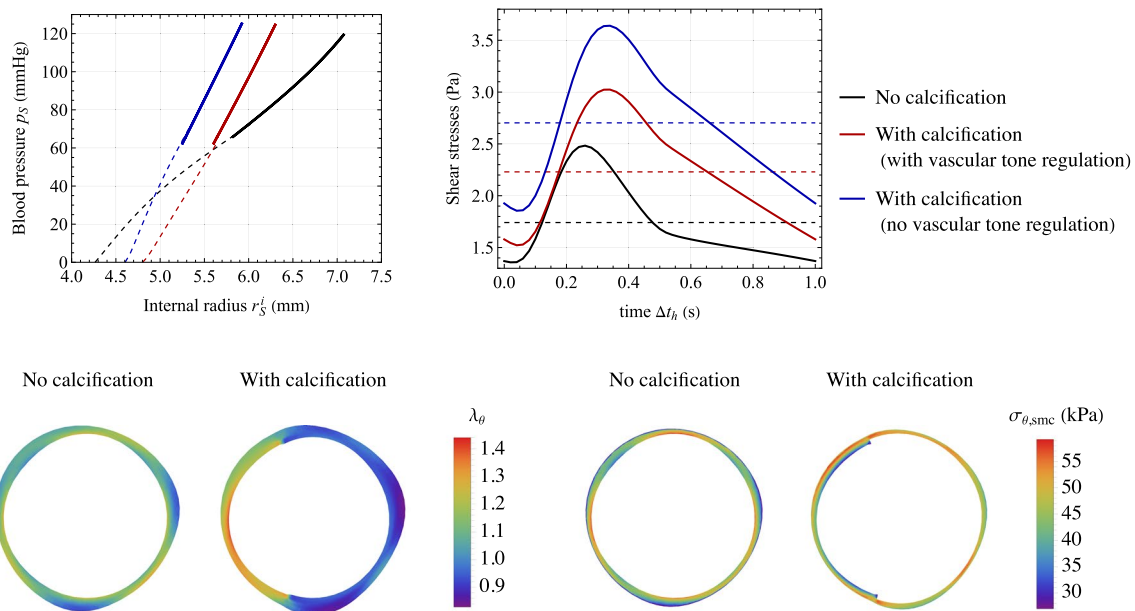 Blood pressure pS (mmHg)
120
100
80
60
40
20
0
4.0 4.5 5.0 5.5 6.0 6.5 7.0 7.5
Internal radius r_S^i (mm)
Shear stresses (Pa)
3.5
3.0
2.5
2.0
1.5
0.0 0.2 0.4 0.6 0.8 1.0
time Δt_h (s)
No calcification
With calcification
(with vascular tone regulation)
With calcification
(no vascular tone regulation)
No calcification
With calcification
λ_θ
1.4
1.3
1.2
1.1
1.0
0.9
No calcification
With calcification
σ_θ,smc (kPa)
55
50
45
40
35
30